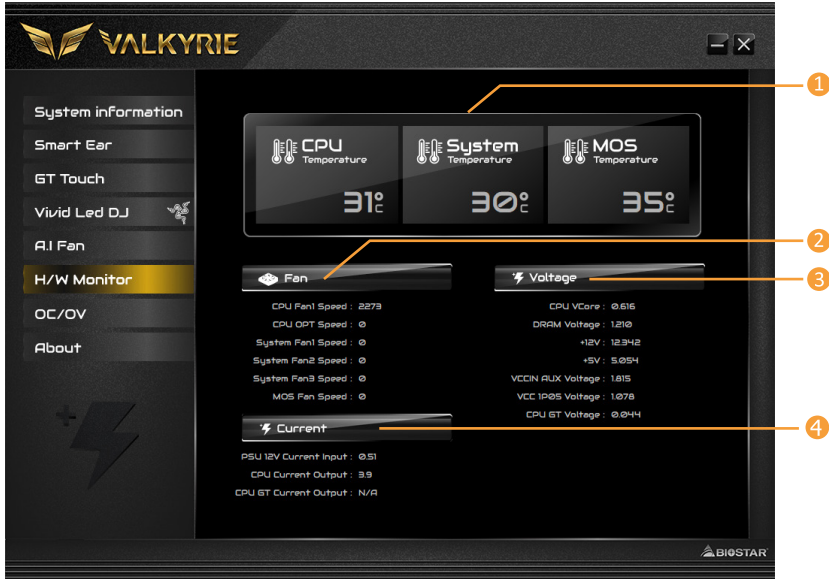 VALKYRIE
1
System information
Smart Ear
GT Touch
Vivid Led DJ
A.I Fan
H/W Monitor
OC/OV
About
CPU
Temperature
31°C
System
Temperature
30°C
MOS
Temperature
35°C
2
Fan
CPU Fan1 Speed : 2273
CPU OPT Speed : 0
System Fan1 Speed : 0
System Fan2 Speed : 0
System Fan3 Speed : 0
MOS Fan Speed : 0
3
Voltage
CPU VCore : 0.616
DRAM Voltage : 1.210
+12V : 12.342
+5V : 5.054
VCCIN AUX Voltage : 1.815
VCC 1P05 Voltage : 1.078
CPU GT Voltage : 0.044
4
Current
PSU 12V Current Input : 0.51
CPU Current Output : 3.9
CPU GT Current Output : N/A
BIOSTAR